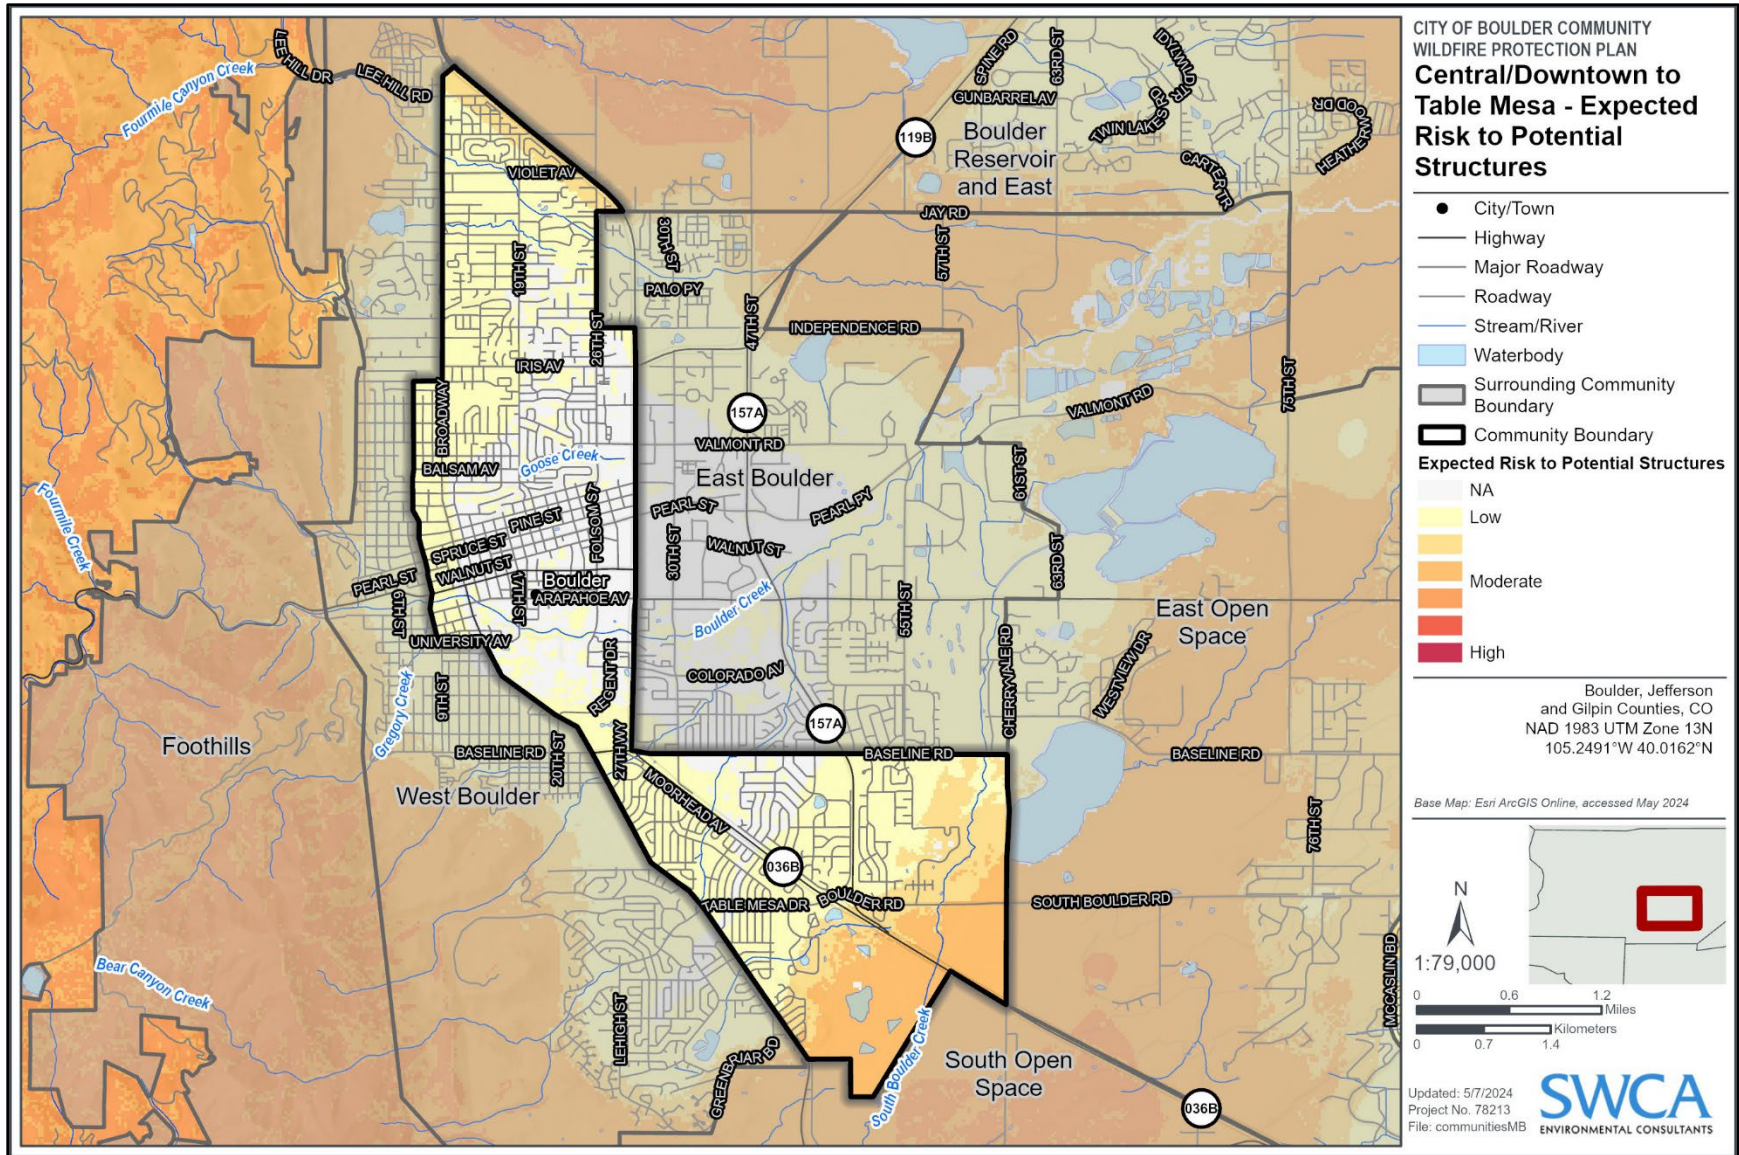 CITY OF BOULDER COMMUNITY
WILDFIRE PROTECTION PLAN
Central/Downtown to
Table Mesa - Expected
Risk to Potential
Structures
City/Town
Highway
Major Roadway
Roadway
Stream/River
Waterbody
Surrounding Community
Boundary
Community Boundary
Expected Risk to Potential Structures
NA
Low
Moderate
High
Boulder, Jefferson
and Gilpin Counties, CO
NAD 1983 UTM Zone 13N
105.2491°W 40.0162°N
Base Map: Esri ArcGIS Online, accessed May 2024
N
1:79,000
0 0.6 1.2
Miles
Kilometers
0 0.7 1.4
Updated: 5/7/2024
Project No. 78213
File: communitiesMB
SWCA
ENVIRONMENTAL CONSULTANTS
LEE HILL DR
LEE HILL RD
Fourmile Canyon Creek
SPINE RD
63RD ST
IDYLWILD TR
GUNBARREL AV
TWIN LAKES RD
HEATHERWOOD DR
CARTER TR
119B
Boulder
Reservoir
and East
VIOLET AV
JAY RD
30TH ST
57TH ST
19TH ST
PALO PY
47TH ST
26TH ST
INDEPENDENCE RD
IRIS AV
75TH ST
BROADWAY
157A
VALMONT RD
VALMONT RD
BALSAM AV
Goose Creek
East Boulder
61ST ST
FOLSOM ST
PEARL ST
PEARL PY
PINE ST
SPRUCE ST
WALNUT ST
WALNUT ST
30TH ST
63RD ST
Fourmile Creek
PEARL ST
17TH ST
Boulder
ARAPAHOE AV
6TH ST
Boulder Creek
55TH ST
East Open
Space
UNIVERSITY AV
CHERRYVALE RD
WESTVIEW DR
REGENT DR
COLORADO AV
9TH ST
Gregory Creek
157A
Foothills
BASELINE RD
20TH ST
27TH WY
BASELINE RD
BASELINE RD
West Boulder
MOORHEAD AV
76TH ST
036B
TABLE MESA DR
BOULDER RD
SOUTH BOULDER RD
Bear Canyon Creek
MCCASLIN BD
LEHIGH ST
GREENBRIAR BD
South Boulder Creek
South Open
Space
036B